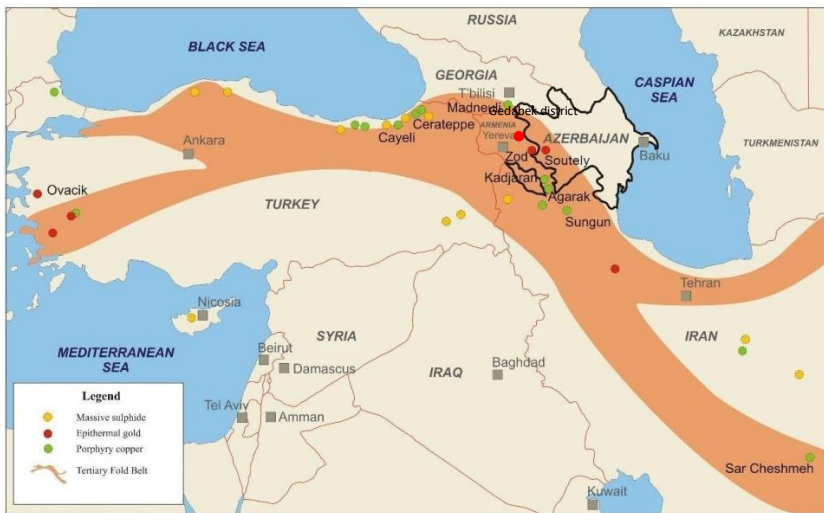 RUSSIA
KAZAKHSTAN
BLACK SEA
GEORGIA
T'bilisi
CASPIAN
SEA
Madneuli
Gedabek district
Cerateppe
ARMENIA
Yereva
AZERBAIJAN
Ankara
Cayeli
Zod
Soutely
Baku
TURKMENISTAN
Kadjaran
Ovacik
Agarak
TURKEY
Sungun
Tehran
Nicosia
SYRIA
IRAN
MEDITERRANEAN
SEA
Beirut
Damascus
IRAQ
Baghdad
Legend
Massive sulphide
Epithermal gold
Porphyry copper
Tertiary Fold Belt
Tel Aviv
Amman
Sar Cheshmeh
Kuwait